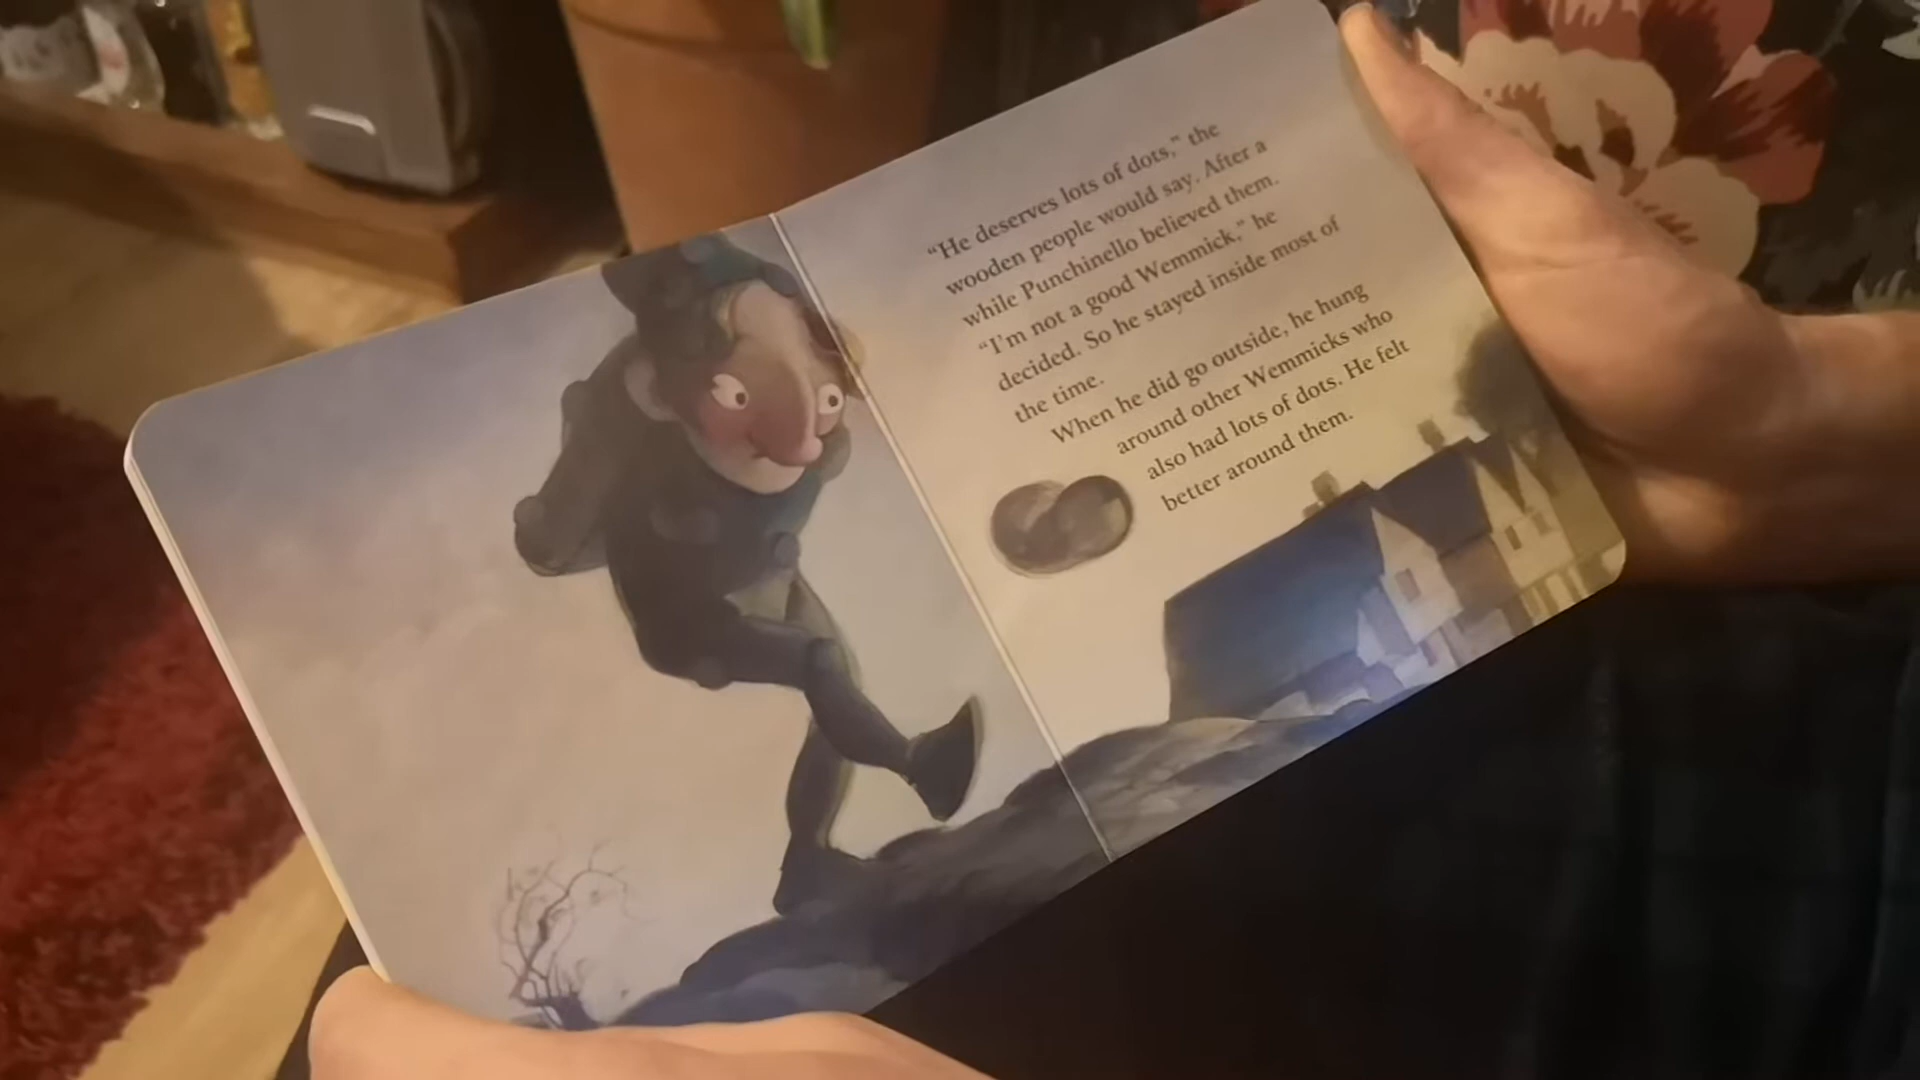 “He deserves lots of dots,” the
wooden people would say. After a
while Punchinello believed them.
“I’m not a good Wemmick,” he
decided. So he stayed inside most of
the time.
When he did go outside, he hung
around other Wemmicks who
also had lots of dots. He felt
better around them.